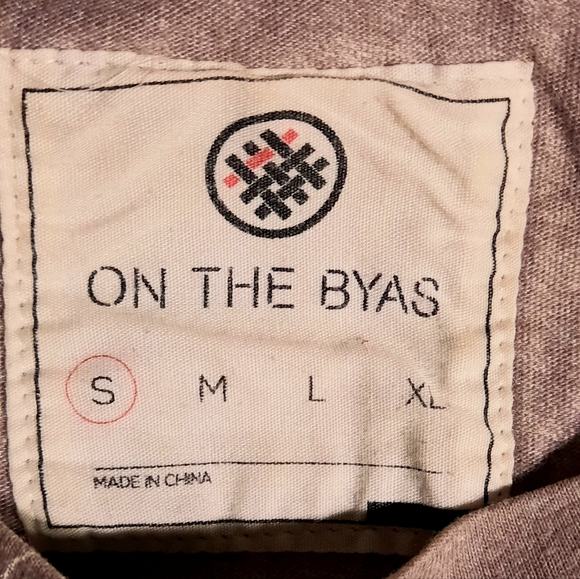 ON THE BYAS
S M L XL
MADE IN CHINA